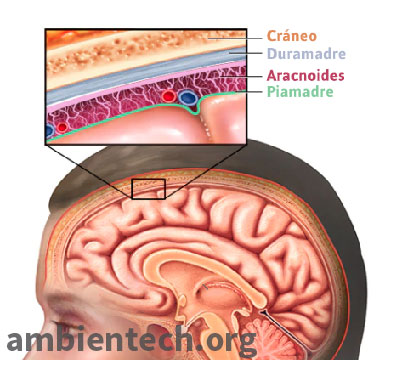 Cráneo
Duramadre
Aracnoides
Piamadre
ambientech.org